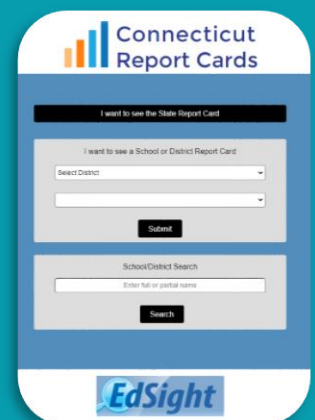 Connecticut
Report Cards
I want to see the State Report Card
I want to see a School or District Report Card
Select District
Submit
School/District Search
Enter full or partial name
Search
EdSight